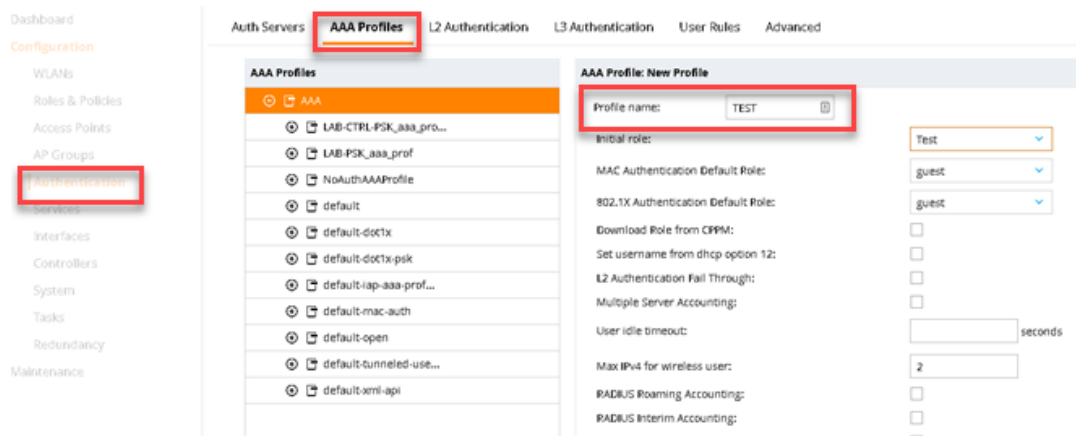 Dashboard
Configuration
WLANs
Roles & Policies
Access Points
AP Groups
Authentication
Services
Interfaces
Controllers
System
Tasks
Redundancy
Maintenance
Auth Servers AAA Profiles L2 Authentication L3 Authentication User Rules Advanced
AAA Profiles
AAA
LAB-CTRL-PSK_aaa_pro...
LAB-PSK_aaa_prof
NoAuthAAAProfile
default
default-dot1x
default-dot1x-psk
default-iap-aaa-prof...
default-mac-auth
default-open
default-tunneled-use...
default-xml-api
AAA Profile: New Profile
Profile name: TEST
Initial role: Test
MAC Authentication Default Role: guest
802.1X Authentication Default Role: guest
Download Role from CPPM:
Set username from dhcp option 12:
L2 Authentication Fail Through:
Multiple Server Accounting:
User idle timeout: seconds
Max IPv4 for wireless user: 2
RADIUS Roaming Accounting:
RADIUS Interim Accounting: